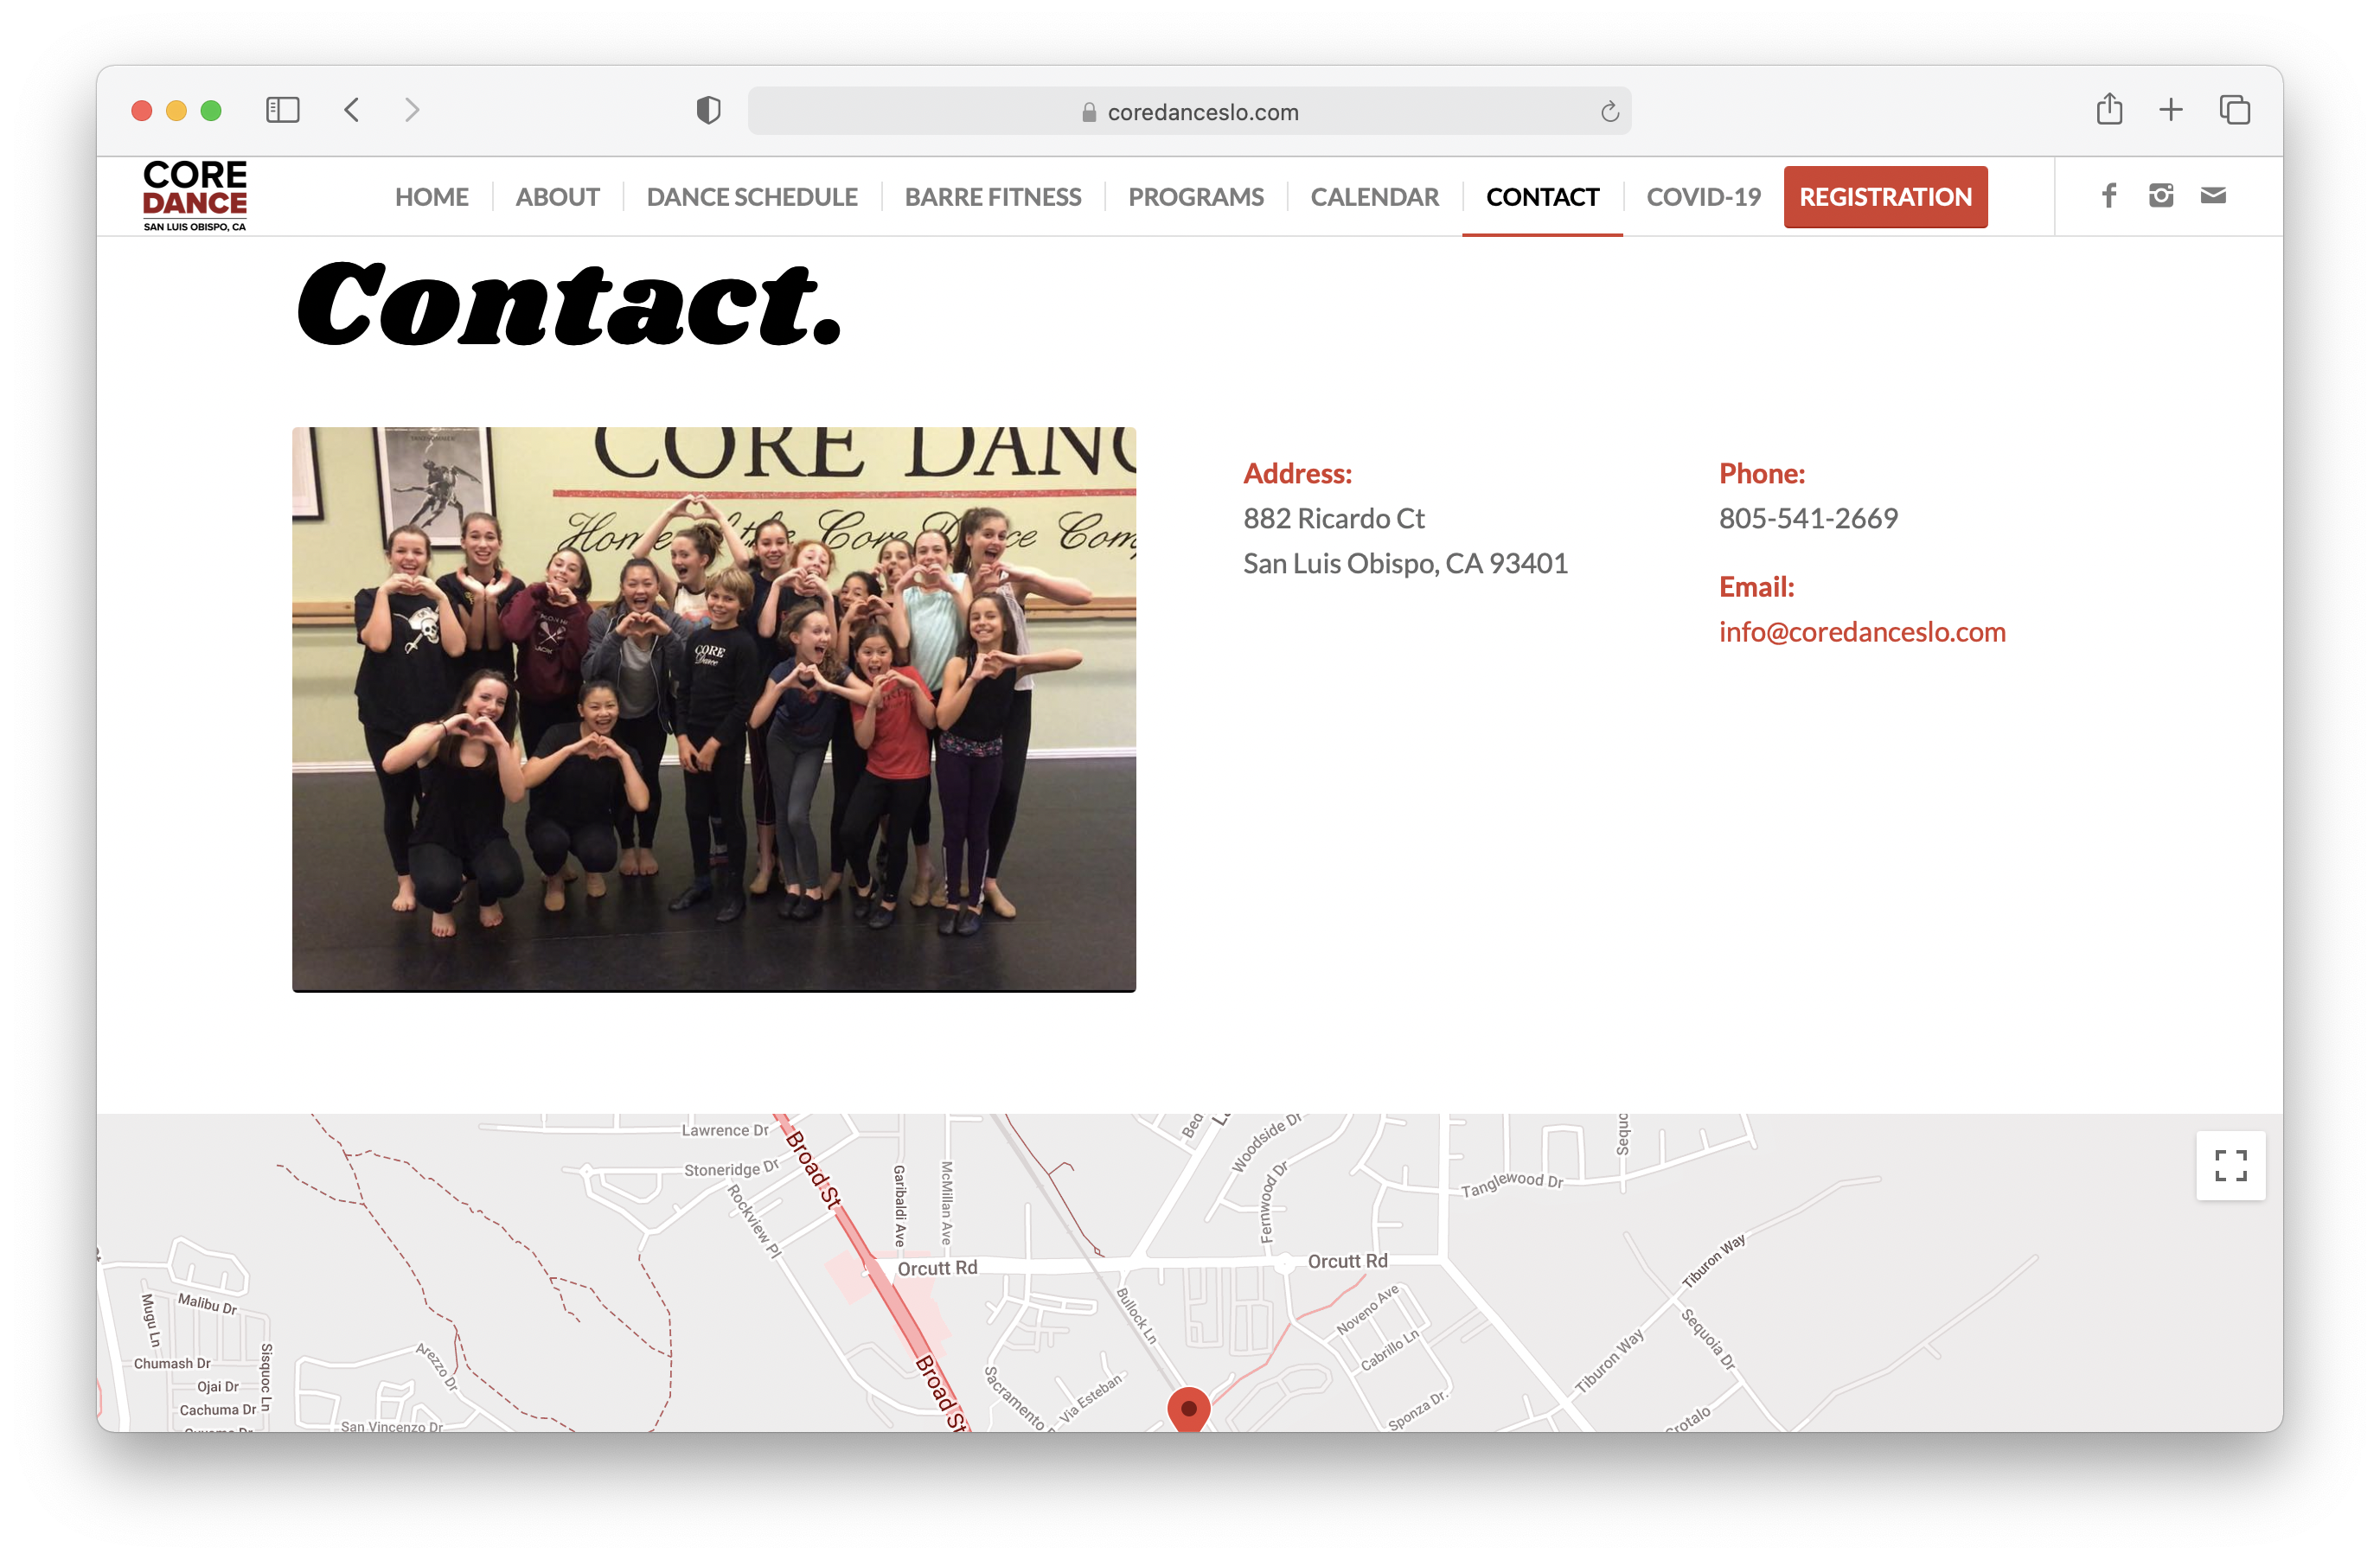 coredanceslo.com
CORE
DANCE
SAN LUIS OBISPO, CA
HOME
ABOUT
DANCE SCHEDULE
BARRE FITNESS
PROGRAMS
CALENDAR
CONTACT
COVID-19
REGISTRATION
Contact.
CORE DANC
Home of the Core Dance Com
CORE
Dance
Address:
882 Ricardo Ct
San Luis Obispo, CA 93401
Phone:
805-541-2669
Email:
info@coredanceslo.com
Lawrence Dr
Stoneridge Dr
Rockview Pl
Broad St
Garibaldi Ave
McMillan Ave
Woodside Dr
Fernwood Dr
Tanglewood Dr
Orcutt Rd
Orcutt Rd
Tiburon Way
Sequoia Dr
Tiburon Way
Noveno Ave
Cabrillo Ln
Bullock Ln
Sponza Dr.
Via Esteban
Sacramento
Broad St
Malibu Dr
Mugu Ln
Chumash Dr
Sisquoc Ln
Ojai Dr
Cachuma Dr
Arezzo Dr
San Vincenzo Dr